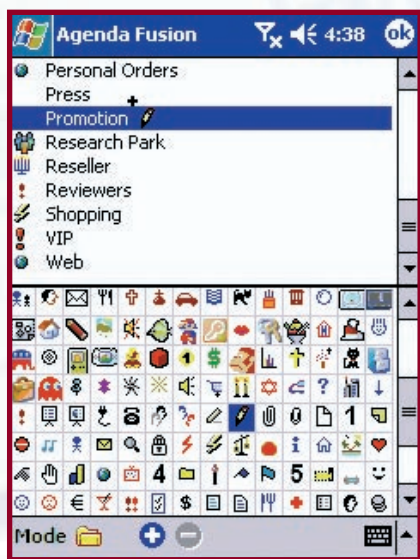 Agenda Fusion 4:38 ok
Personal Orders
Press
Promotion
Research Park
Reseller
Reviewers
Shopping
VIP
Web
Mode